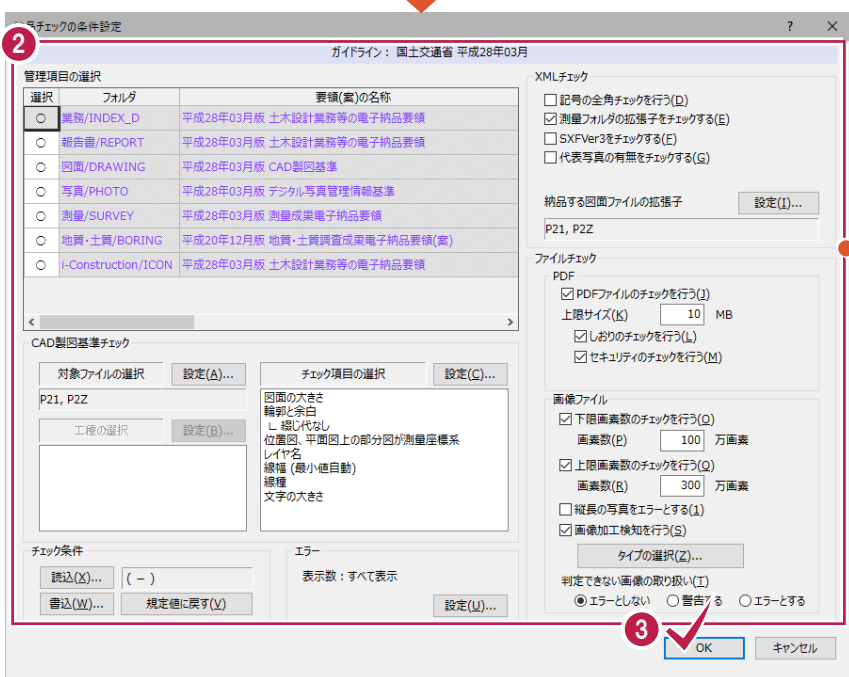 品チェックの条件設定
? ×
2
ガイドライン： 国土交通省 平成28年03月
管理項目の選択
選択 フォルダ 要領(案)の名称
○ 業務/INDEX_D 平成28年03月版 土木設計業務等の電子納品要領
○ 報告書/REPORT 平成28年03月版 土木設計業務等の電子納品要領
○ 図面/DRAWING 平成28年03月版 CAD製図基準
○ 写真/PHOTO 平成28年03月版 デジタル写真管理情報基準
○ 測量/SURVEY 平成28年03月版 測量成果電子納品要領
○ 地質・土質/BORING 平成20年12月版 地質・土質調査成果電子納品要領(案)
○ i-Construction/ICON 平成28年03月版 土木設計業務等の電子納品要領
CAD製図基準チェック
対象ファイルの選択 設定(A)...
P21, P2Z
工種の選択 設定(B)...
チェック項目の選択 設定(C)...
図面の大きさ
輪郭と余白
∟ 綴じ代なし
位置図、平面図上の部分図が測量座標系
レイヤ名
線幅 (最小値自動)
線種
文字の大きさ
チェック条件
読込(X)... ( － )
書込(W)... 規定値に戻す(V)
エラー
表示数：すべて表示
設定(U)...
XMLチェック
記号の全角チェックを行う(D)
測量フォルダの拡張子をチェックする(E)
SXFVer3をチェックする(F)
代表写真の有無をチェックする(G)
納品する図面ファイルの拡張子 設定(I)...
P21, P2Z
ファイルチェック
PDF
PDFファイルのチェックを行う(J)
上限サイズ(K) 10 MB
しおりのチェックを行う(L)
セキュリティのチェックを行う(M)
画像ファイル
下限画素数のチェックを行う(O)
画素数(P) 100 万画素
上限画素数のチェックを行う(Q)
画素数(R) 300 万画素
縦長の写真をエラーとする(1)
画像加工検知を行う(S)
タイプの選択(Z)...
判定できない画像の取り扱い(T)
エラーとしない 警告する エラーとする
3
OK キャンセル